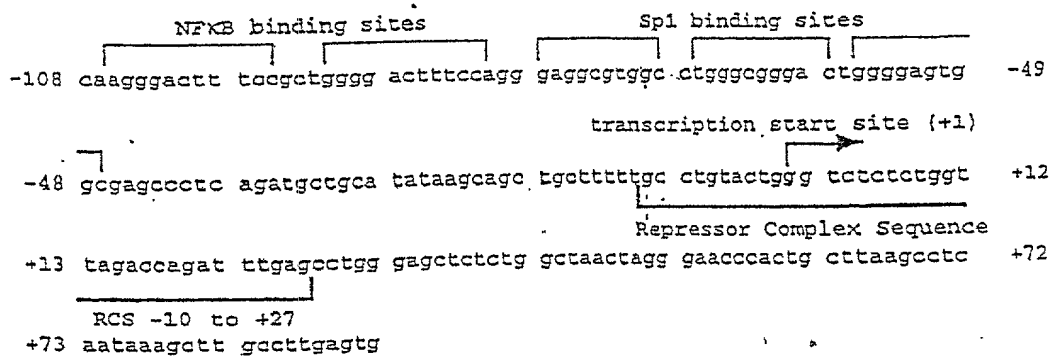 NFκB binding sites Sp1 binding sites
-108 caagggactt tccgctgggg actttccagg gaggcgtggc ctgggcggga ctggggagtg -49
transcription start site (+1)
-48 gcgagccctc agatgctgca tataagcagc tgctttttgc ctgtactggg tctctctggt +12
Repressor Complex Sequence
+13 tagaccagat ttgagcctgg gagctctctg gctaactagg gaacccactg cttaagcctc +72
RCS -10 to +27
+73 aataaagctt gccttgagtg